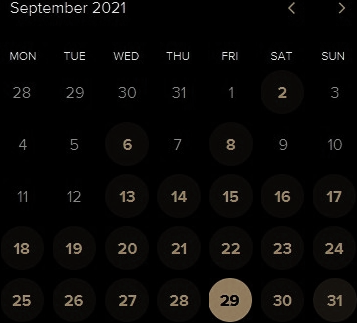 September 2021
MON TUE WED THU FRI SAT SUN
28 29 30 31 1 2 3
4 5 6 7 8 9 10
11 12 13 14 15 16 17
18 19 20 21 22 23 24
25 26 27 28 29 30 31